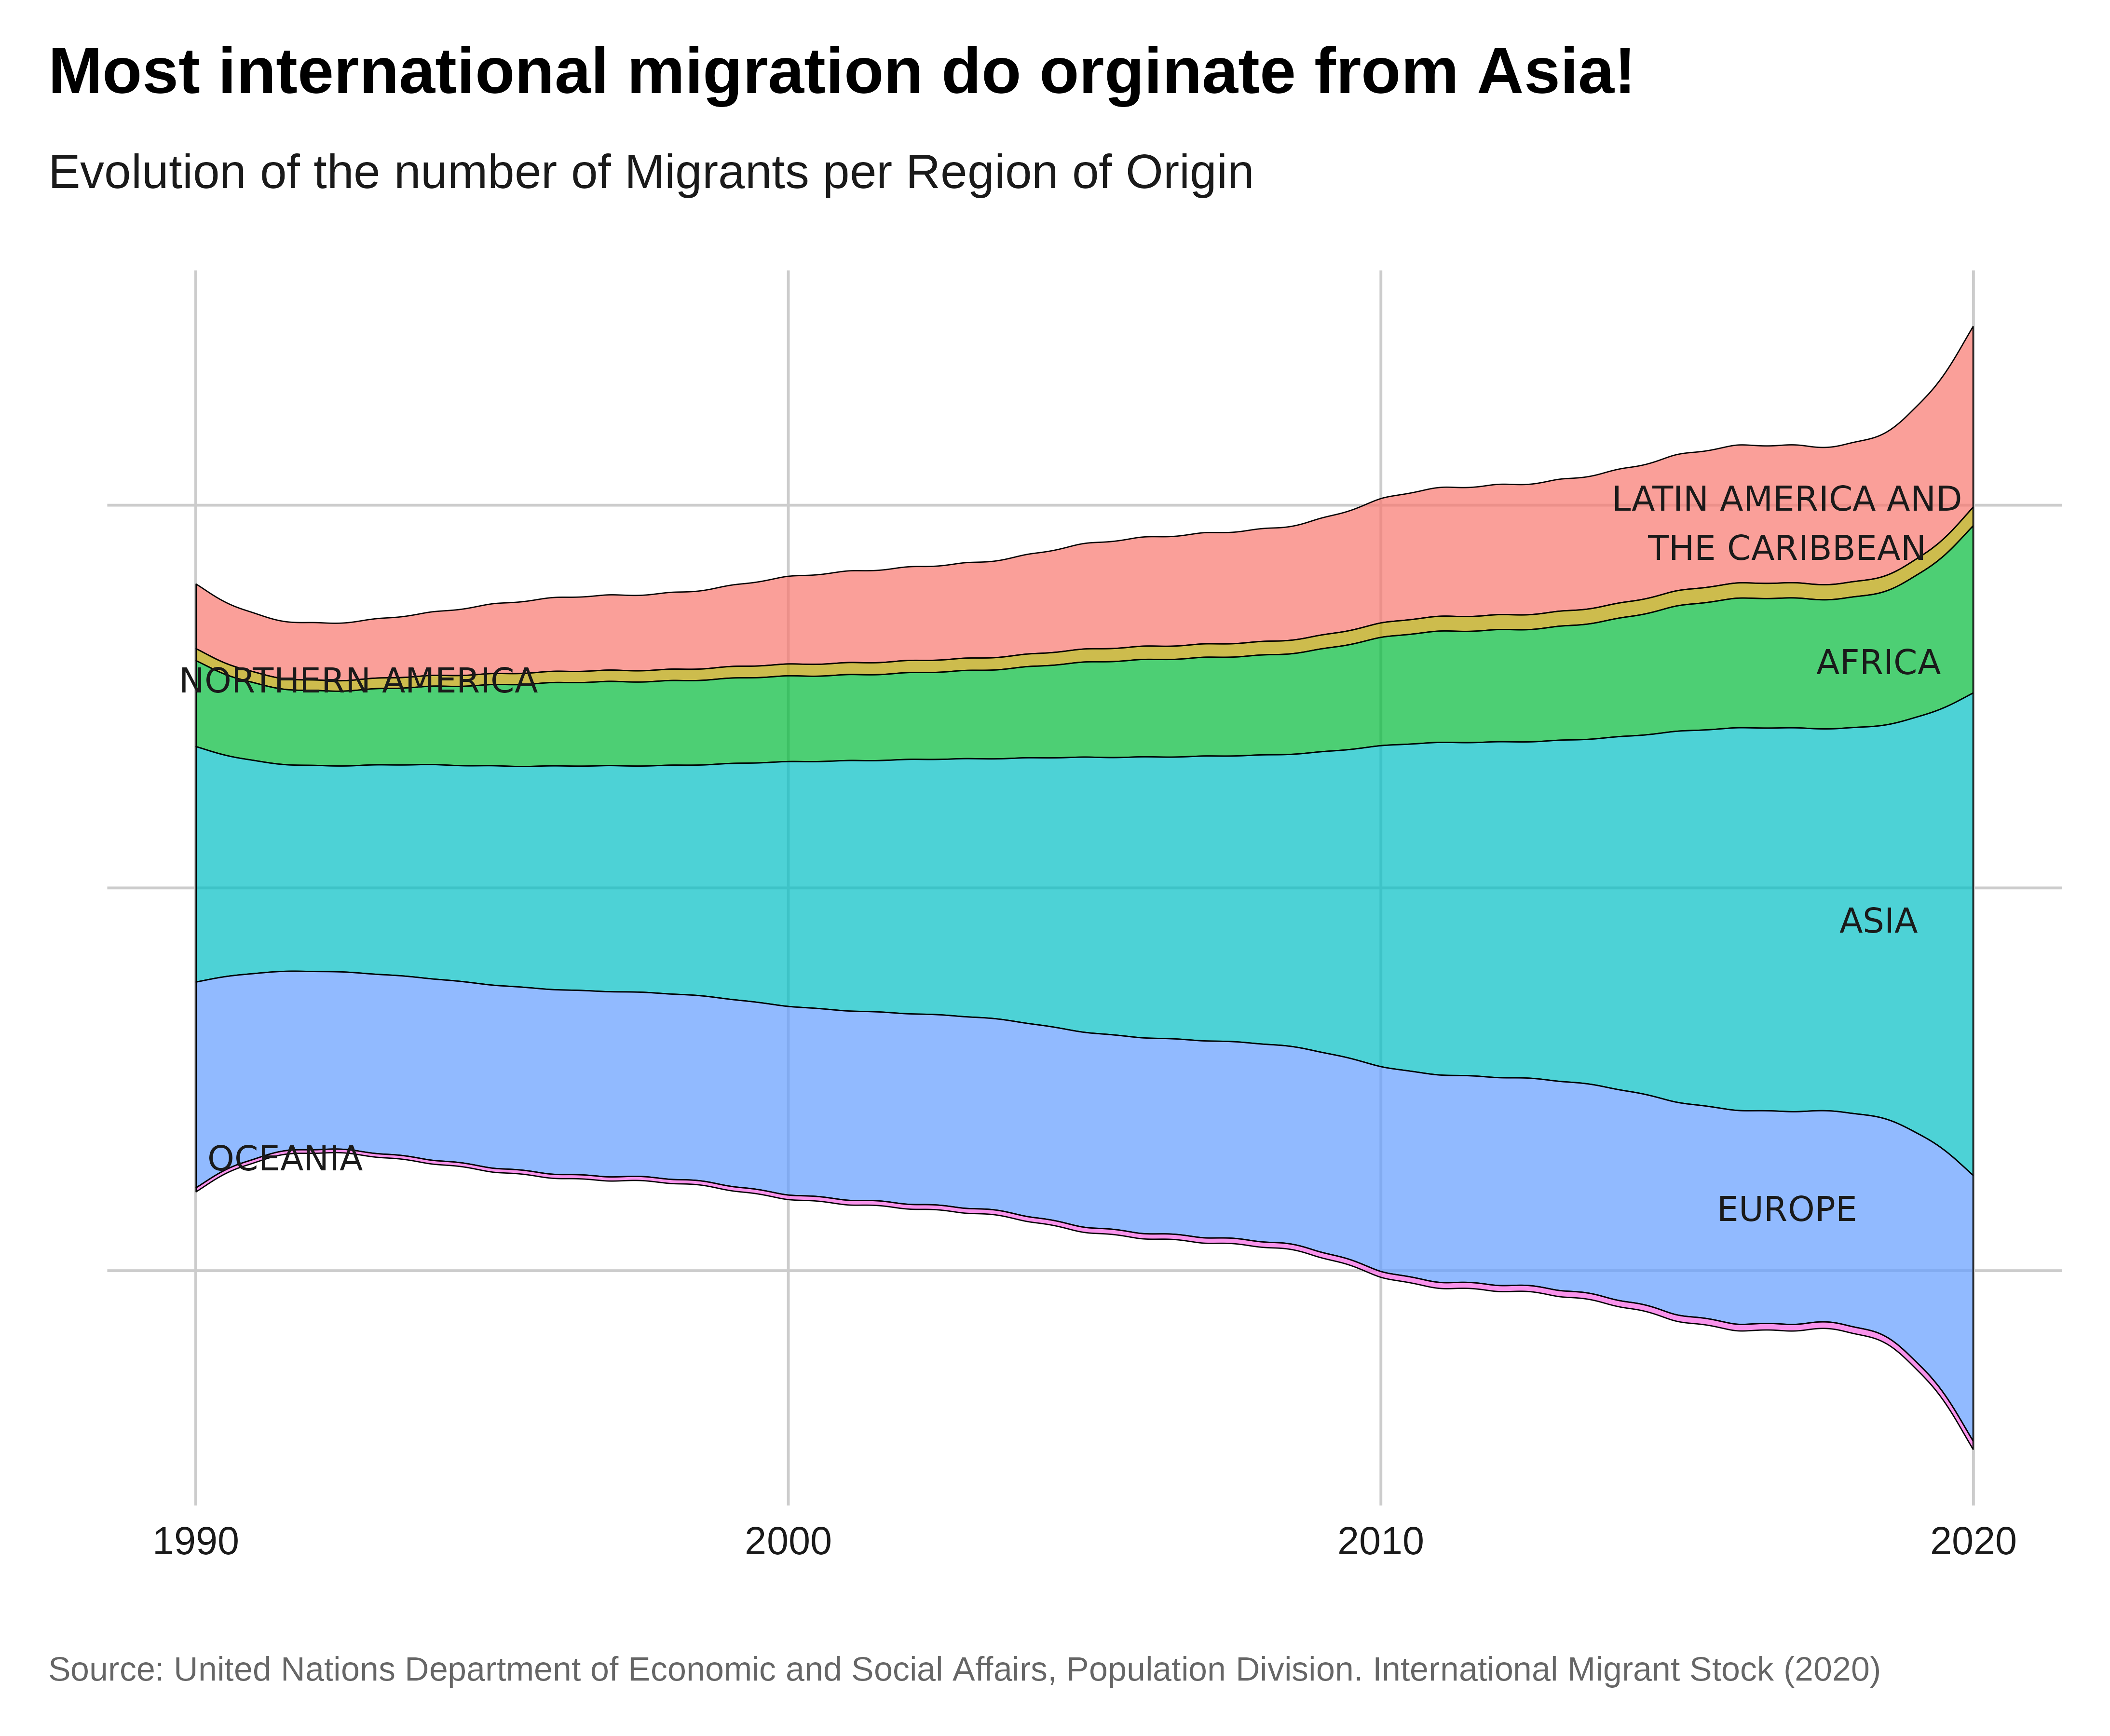 Most international migration do orginate from Asia!
Evolution of the number of Migrants per Region of Origin
LATIN AMERICA AND
THE CARIBBEAN
NORTHERN AMERICA
AFRICA
ASIA
OCEANIA
EUROPE
1990 2000 2010 2020
Source: United Nations Department of Economic and Social Affairs, Population Division. International Migrant Stock (2020)